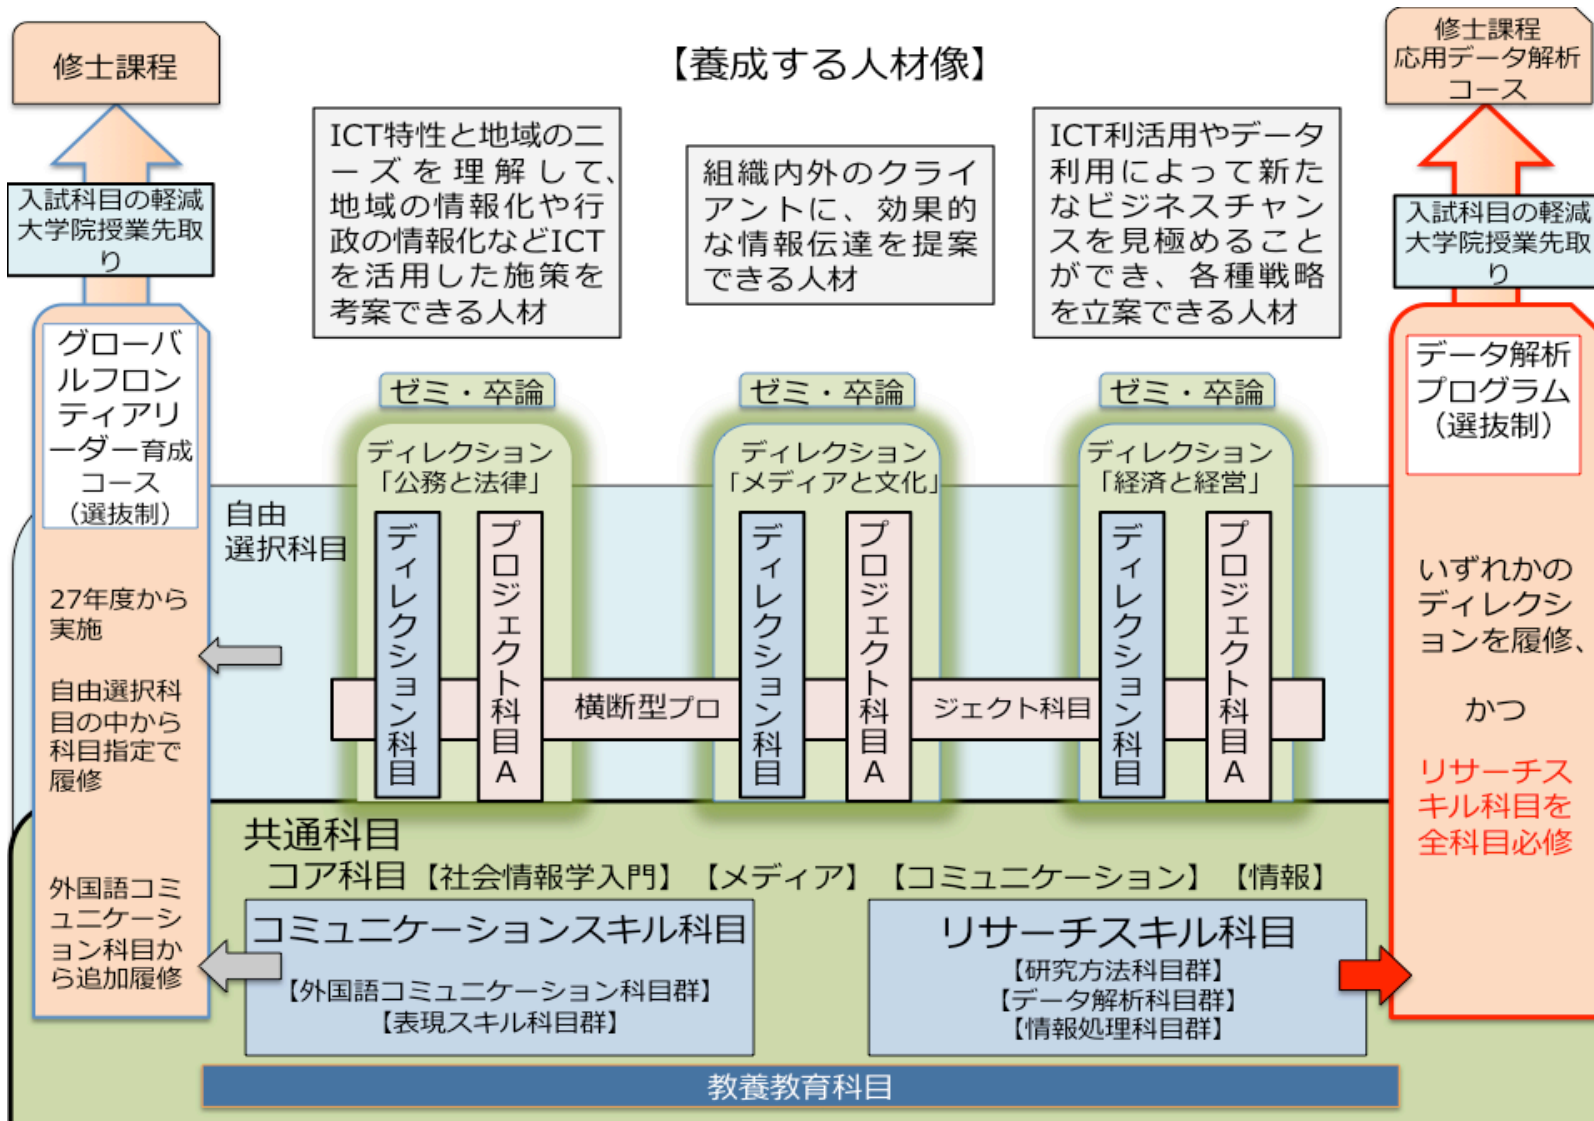 修士課程
【養成する人材像】
修士課程
応用データ解析
コース
入試科目の軽減
大学院授業先取
り
ICT特性と地域のニ
ーズを理解して、
地域の情報化や行
政の情報化などICT
を活用した施策を
考案できる人材
組織内外のクライ
アントに、効果的
な情報伝達を提案
できる人材
ICT利活用やデータ
利用によって新た
なビジネスチャン
スを見極めること
ができ、各種戦略
を立案できる人材
入試科目の軽減
大学院授業先取
り
グローバ
ルフロン
ティアリ
ーダー育成
コース
（選抜制）
27年度から
実施
自由選択科
目の中から
科目指定で
履修
外国語コミ
ュニケーシ
ョン科目か
ら追加履修
自由
選択科目
ゼミ・卒論
ディレクション
「公務と法律」
ディレクション科目
プロジェクト科目A
ゼミ・卒論
ディレクション
「メディアと文化」
ディレクション科目
プロジェクト科目A
ゼミ・卒論
ディレクション
「経済と経営」
ディレクション科目
プロジェクト科目A
横断型プロ
ジェクト科目
データ解析
プログラム
（選抜制）
いずれかの
ディレクシ
ョンを履修、
かつ
リサーチス
キル科目を
全科目必修
共通科目
コア科目【社会情報学入門】【メディア】【コミュニケーション】【情報】
コミュニケーションスキル科目
【外国語コミュニケーション科目群】
【表現スキル科目群】
リサーチスキル科目
【研究方法科目群】
【データ解析科目群】
【情報処理科目群】
教養教育科目